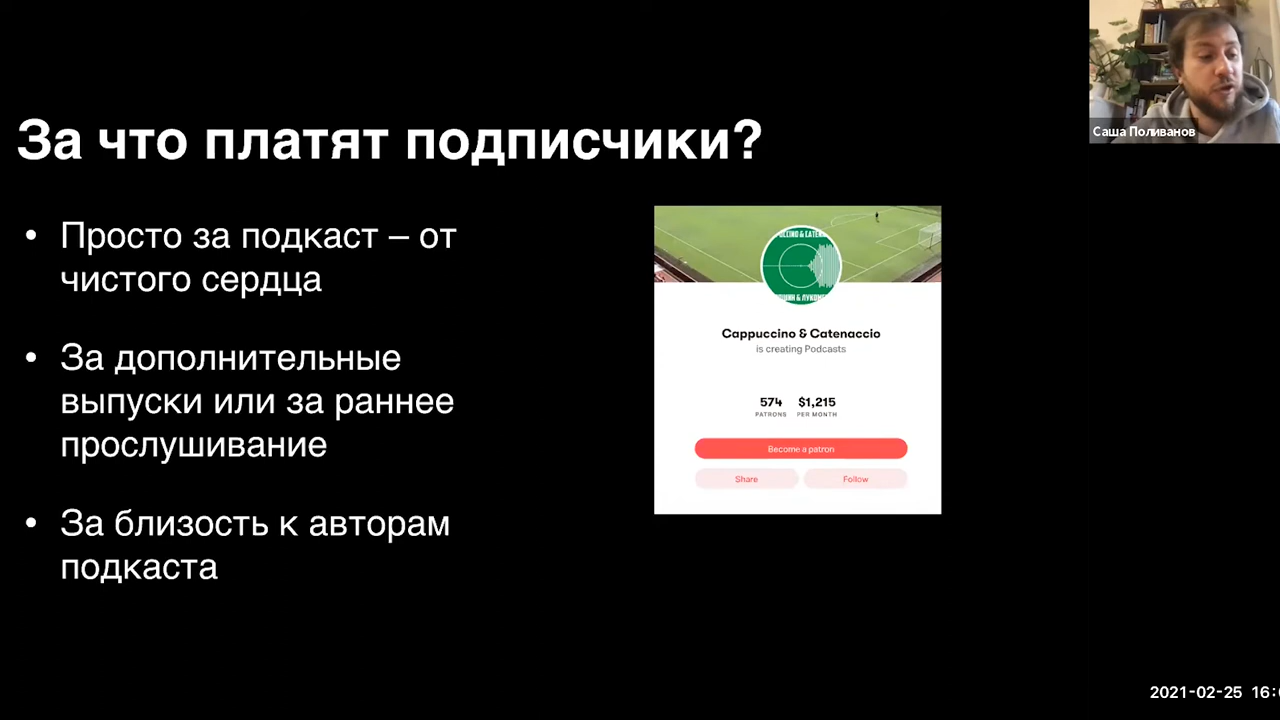 Саша Поливанов
За что платят подписчики?
• Просто за подкаст – от
чистого сердца
• За дополнительные
выпуски или за раннее
прослушивание
• За близость к авторам
подкаста
Cappuccino & Catenaccio
is creating Podcasts
574 $1,215
PATRONS PER MONTH
Become a patron
Share Follow
2021-02-25 16: